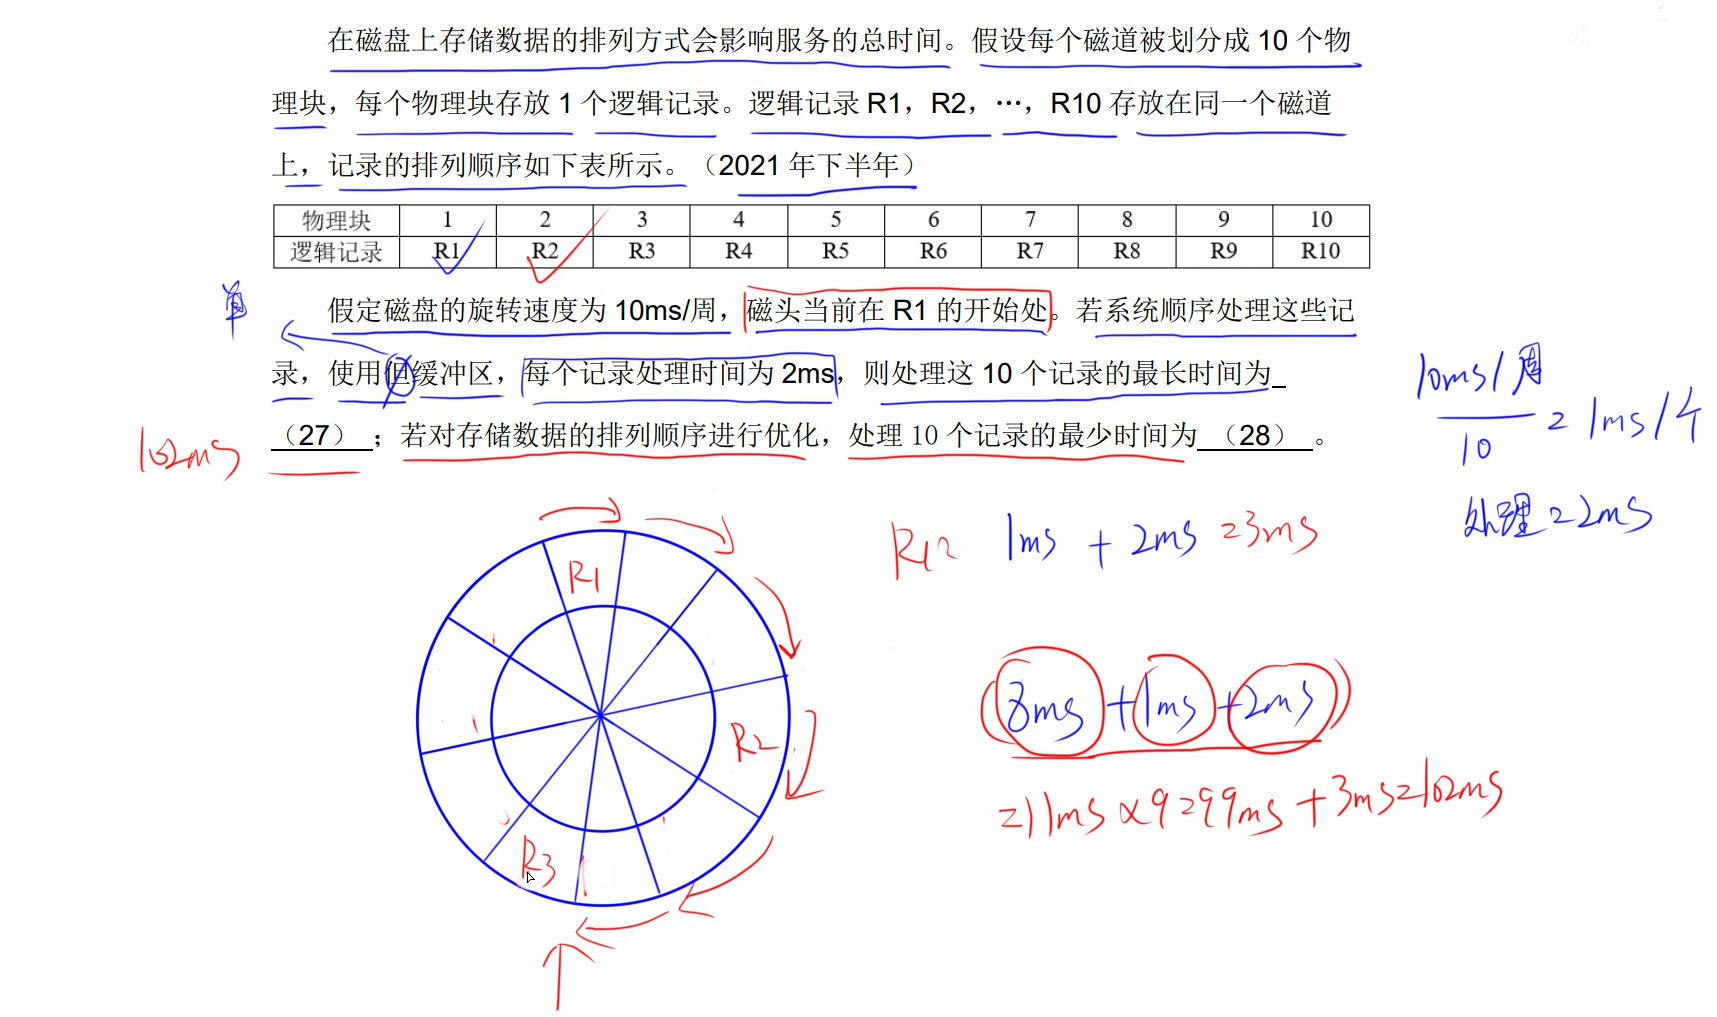 在磁盘上存储数据的排列方式会影响服务的总时间。假设每个磁道被划分成 10 个物
理块，每个物理块存放 1 个逻辑记录。逻辑记录 R1，R2，…，R10 存放在同一个磁道
上，记录的排列顺序如下表所示。（2021 年下半年）
物理块 1 2 3 4 5 6 7 8 9 10
逻辑记录 R1 R2 R3 R4 R5 R6 R7 R8 R9 R10
单
假定磁盘的旋转速度为 10ms/周，磁头当前在 R1 的开始处。若系统顺序处理这些记
录，使用但缓冲区，每个记录处理时间为 2ms，则处理这 10 个记录的最长时间为
（27）；若对存储数据的排列顺序进行优化，处理 10 个记录的最少时间为（28）。
102ms
10ms/周
10
=1ms/个
处理=2ms
R1= 1ms + 2ms =3ms
R1
R2
R3
(8ms+1ms+2ms)
=11ms×9=99ms+3ms=102ms